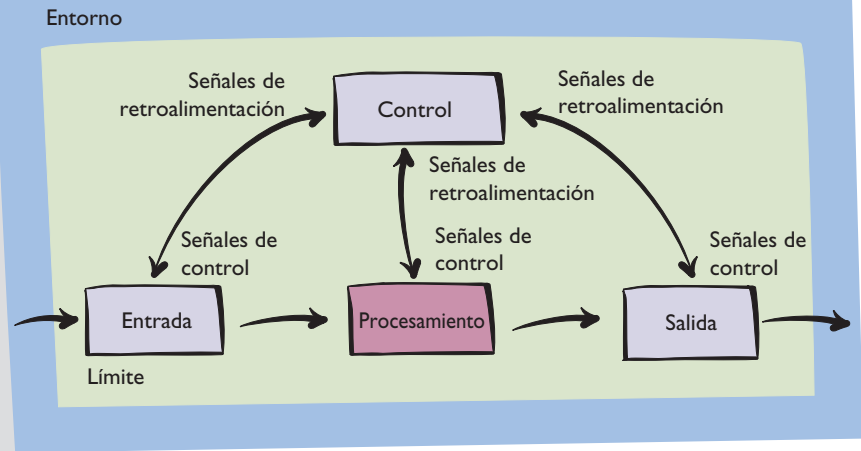 Entorno
Señales de
retroalimentación
Control
Señales de
retroalimentación
Señales de
retroalimentación
Señales de
control
Señales de
control
Señales de
control
Entrada
Procesamiento
Salida
Límite